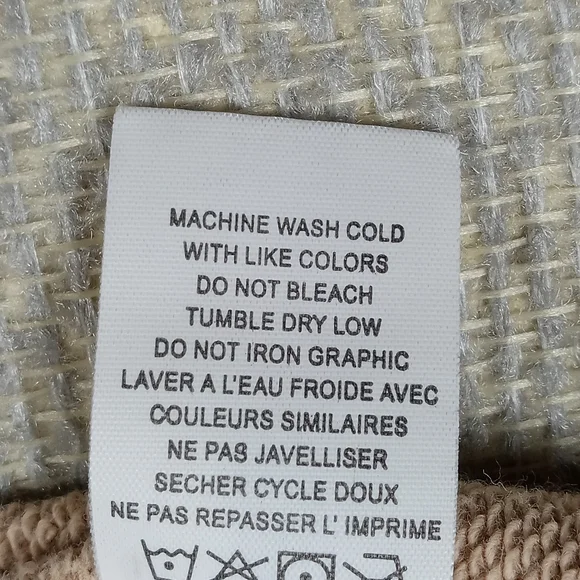 MACHINE WASH COLD
WITH LIKE COLORS
DO NOT BLEACH
TUMBLE DRY LOW
DO NOT IRON GRAPHIC
LAVER A L'EAU FROIDE AVEC
COULEURS SIMILAIRES
NE PAS JAVELLISER
SECHER CYCLE DOUX
NE PAS REPASSER L' IMPRIME